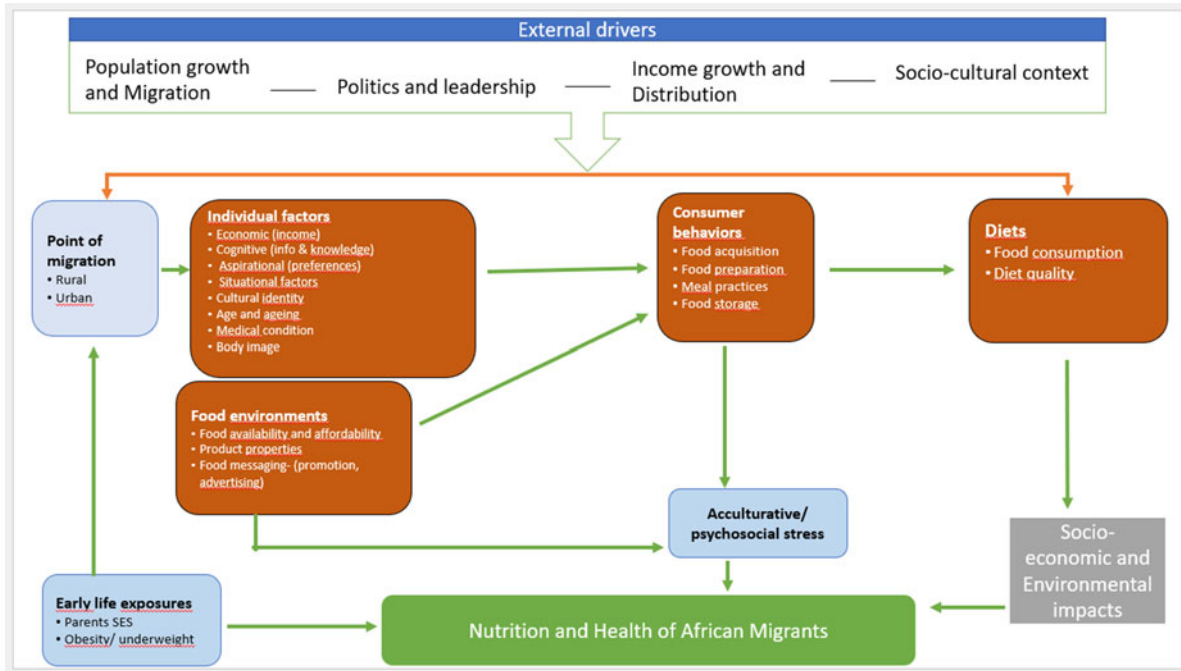 External drivers
Population growth
and Migration
Politics and leadership
Income growth and
Distribution
Socio-cultural context
Point of
migration
• Rural
• Urban
Individual factors
• Economic (income)
• Cognitive (info & knowledge)
• Aspirational (preferences)
• Situational factors
• Cultural identity
• Age and ageing
• Medical condition
• Body image
Consumer
behaviors
• Food acquisition
• Food preparation
• Meal practices
• Food storage
Diets
• Food consumption
• Diet quality
Food environments
• Food availability and affordability
• Product properties
• Food messaging- (promotion,
advertising)
Acculturative/
psychosocial stress
Socio-
economic and
Environmental
impacts
Early life exposures
• Parents SES
• Obesity/ underweight
Nutrition and Health of African Migrants